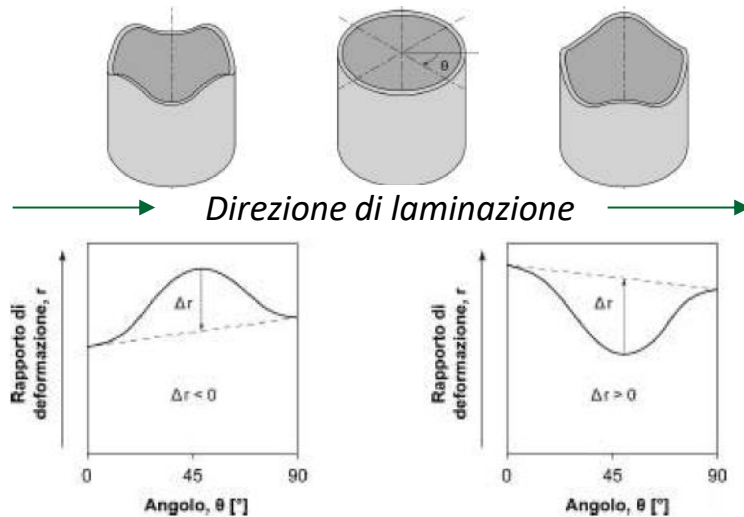 θ
Direzione di laminazione
Rapporto di
deformazione, r
Δr
Δr < 0
0
45
90
Angolo, θ [°]
Rapporto di
deformazione, r
Δr
Δr > 0
0
45
90
Angolo, θ [°]